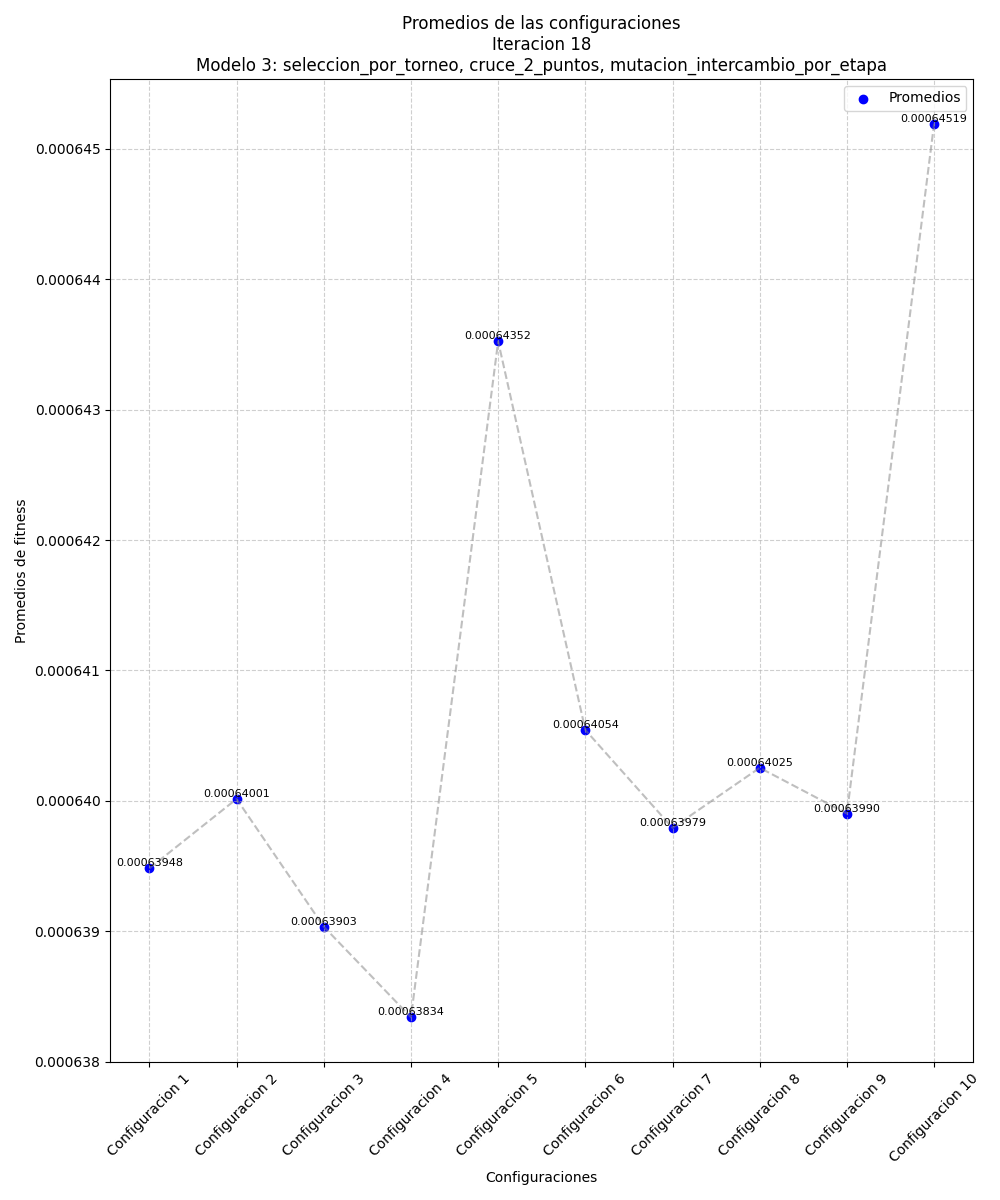 Promedios de las configuraciones
Iteracion 18
Modelo 3: seleccion_por_torneo, cruce_2_puntos, mutacion_intercambio_por_etapa
Promedios
0.00064519
0.000645
0.000644
0.00064352
0.000643
0.000642
Promedios de fitness
0.000641
0.00064054
0.00064025
0.00064001
0.000640
0.00063990
0.00063979
0.00063948
0.00063903
0.000639
0.00063834
0.000638
Configuracion 1
Configuracion 2
Configuracion 3
Configuracion 4
Configuracion 5
Configuracion 6
Configuracion 7
Configuracion 8
Configuracion 9
Configuracion 10
Configuraciones